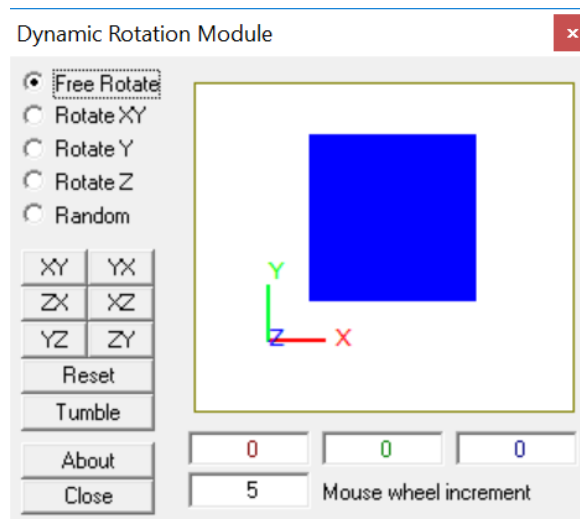 Dynamic Rotation Module
x
Free Rotate
Rotate XY
Rotate Y
Rotate Z
Random
XY YX
ZX XZ
YZ ZY
Reset
Tumble
About
Close
Y
Z X
0 0 0
5 Mouse wheel increment